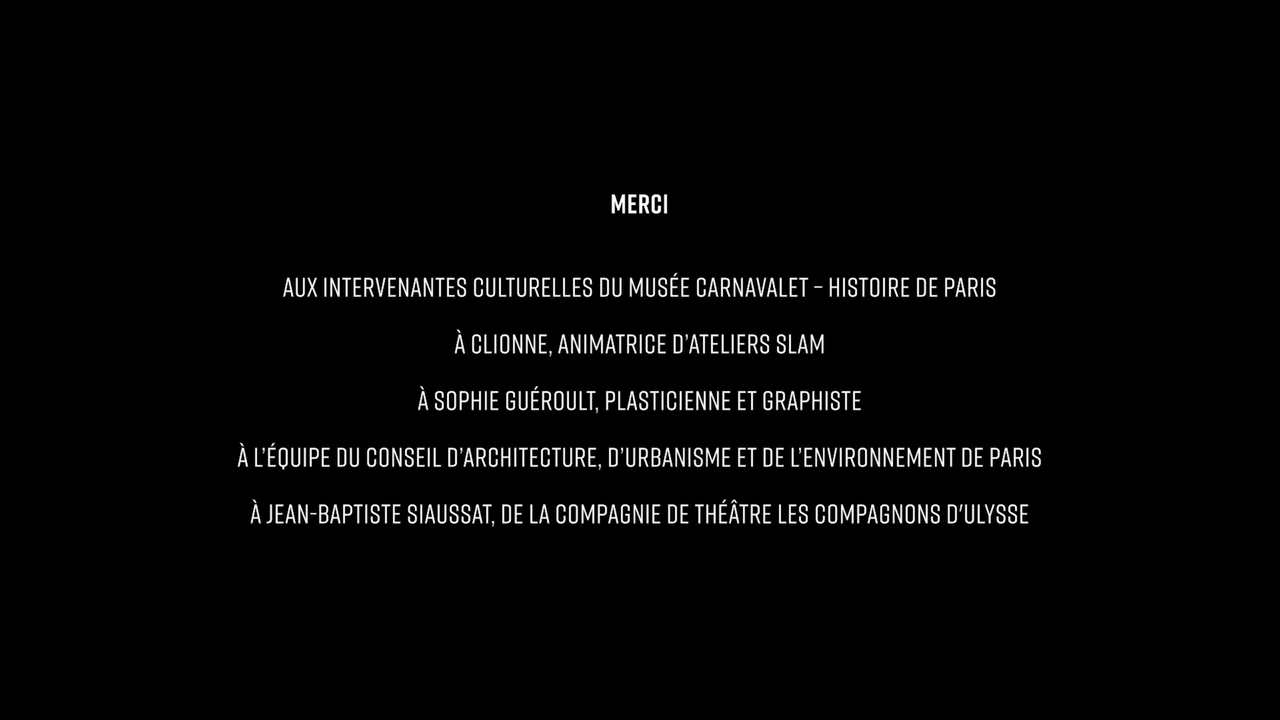 MERCI
AUX INTERVENANTES CULTURELLES DU MUSÉE CARNAVALET – HISTOIRE DE PARIS
À CLIONNE, ANIMATRICE D’ATELIERS SLAM
À SOPHIE GUÉROULT, PLASTICIENNE ET GRAPHISTE
À L’ÉQUIPE DU CONSEIL D’ARCHITECTURE, D’URBANISME ET DE L’ENVIRONNEMENT DE PARIS
À JEAN-BAPTISTE SIAUSSAT, DE LA COMPAGNIE DE THÉÂTRE LES COMPAGNONS D'ULYSSE